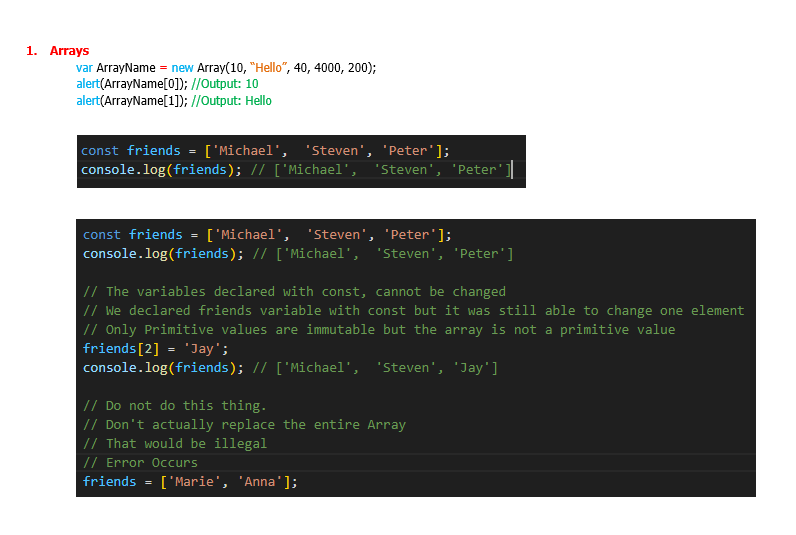 1. Arrays
var ArrayName = new Array(10, “Hello”, 40, 4000, 200);
alert(ArrayName[0]); //Output: 10
alert(ArrayName[1]); //Output: Hello
const friends = ['Michael',  'Steven', 'Peter'];
console.log(friends); // ['Michael',  'Steven', 'Peter']
const friends = ['Michael',  'Steven', 'Peter'];
console.log(friends); // ['Michael',  'Steven', 'Peter']
// The variables declared with const, cannot be changed
// We declared friends variable with const but it was still able to change one element
// Only Primitive values are immutable but the array is not a primitive value
friends[2] = 'Jay';
console.log(friends); // ['Michael',  'Steven', 'Jay']
// Do not do this thing.
// Don't actually replace the entire Array
// That would be illegal
// Error Occurs
friends = ['Marie', 'Anna'];